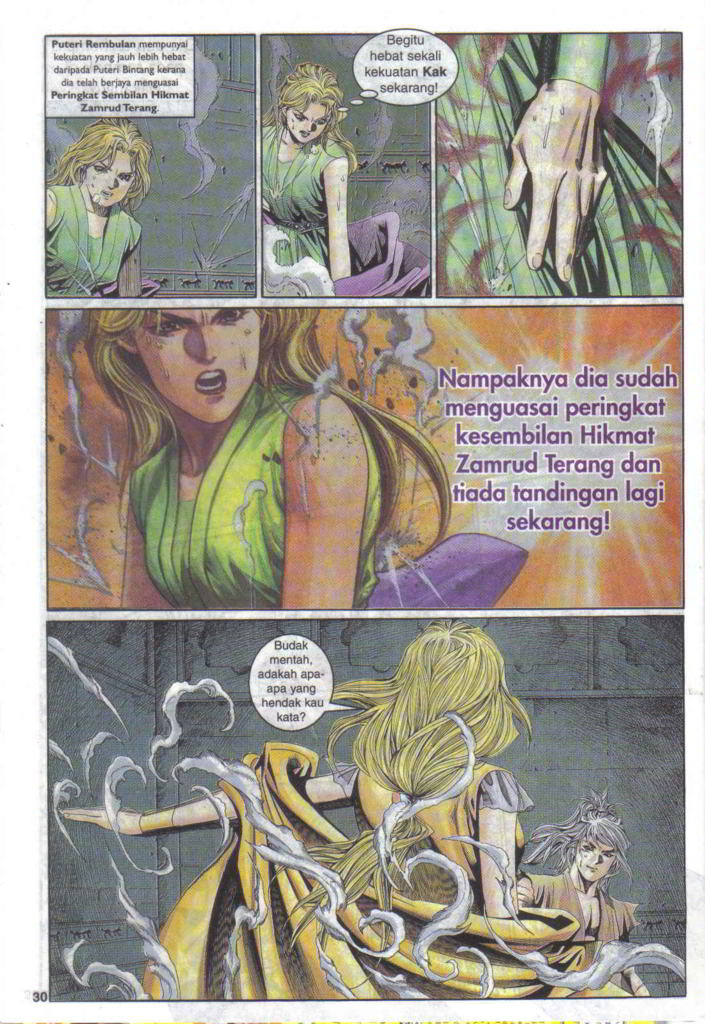 Puteri Rembulan mempunyai
kekuatan yang jauh lebih hebat
daripada Puteri Bintang kerana
dia telah berjaya menguasai
Peringkat Sembilan Hikmat
Zamrud Terang.
Begitu
hebat sekali
kekuatan Kak
sekarang!
Nampaknya dia sudah
menguasai peringkat
kesembilan Hikmat
Zamrud Terang dan
tiada tandingan lagi
sekarang!
Budak
mentah,
adakah apa-
apa yang
hendak kau
kata?
30